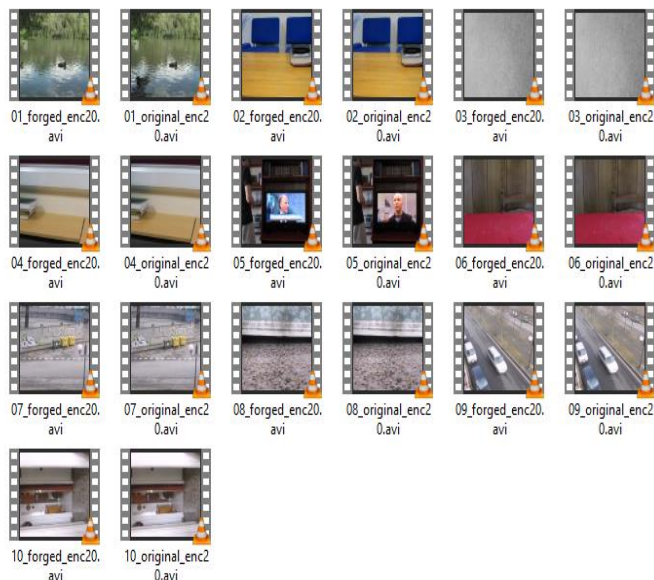 01_forged_enc20.
avi
01_original_enc2
0.avi
02_forged_enc20.
avi
02_original_enc2
0.avi
03_forged_enc20.
avi
03_original_enc2
0.avi
04_forged_enc20.
avi
04_original_enc2
0.avi
05_forged_enc20.
avi
05_original_enc2
0.avi
06_forged_enc20.
avi
06_original_enc2
0.avi
07_forged_enc20.
avi
07_original_enc2
0.avi
08_forged_enc20.
avi
08_original_enc2
0.avi
09_forged_enc20.
avi
09_original_enc2
0.avi
10_forged_enc20.
avi
10_original_enc2
0.avi